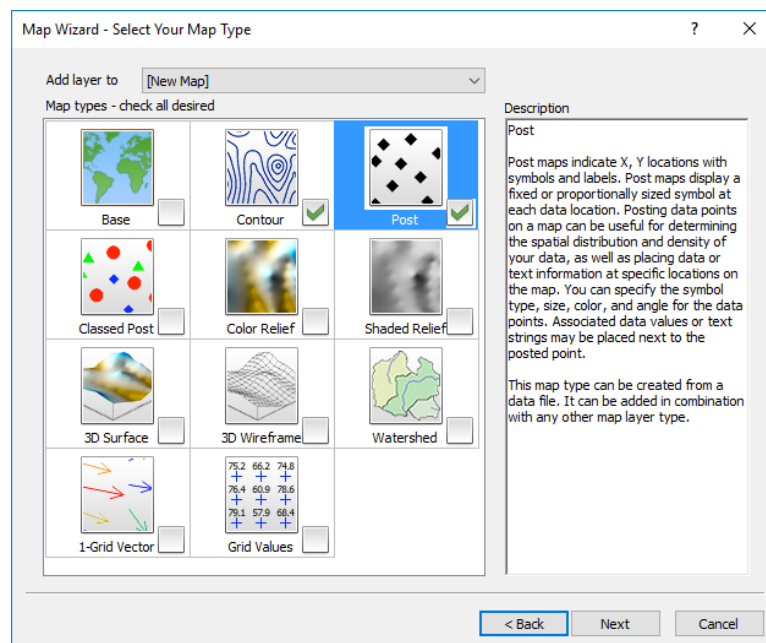 Map Wizard - Select Your Map Type
?
Add layer to [New Map]
Map types - check all desired
Base
Contour
Post
Classed Post
Color Relief
Shaded Relief
3D Surface
3D Wireframe
Watershed
75.2 66.2 74.8
76.4 60.9 78.6
79.1 57.9 68.4
1-Grid Vector
Grid Values
Description
Post
Post maps indicate X, Y locations with
symbols and labels. Post maps display a
fixed or proportionally sized symbol at
each data location. Posting data points
on a map can be useful for determining
the spatial distribution and density of
your data, as well as placing data or
text information at specific locations on
the map. You can specify the symbol
type, size, color, and angle for the data
points. Associated data values or text
strings may be placed next to the
posted point.
This map type can be created from a
data file. It can be added in combination
with any other map layer type.
< Back
Next
Cancel